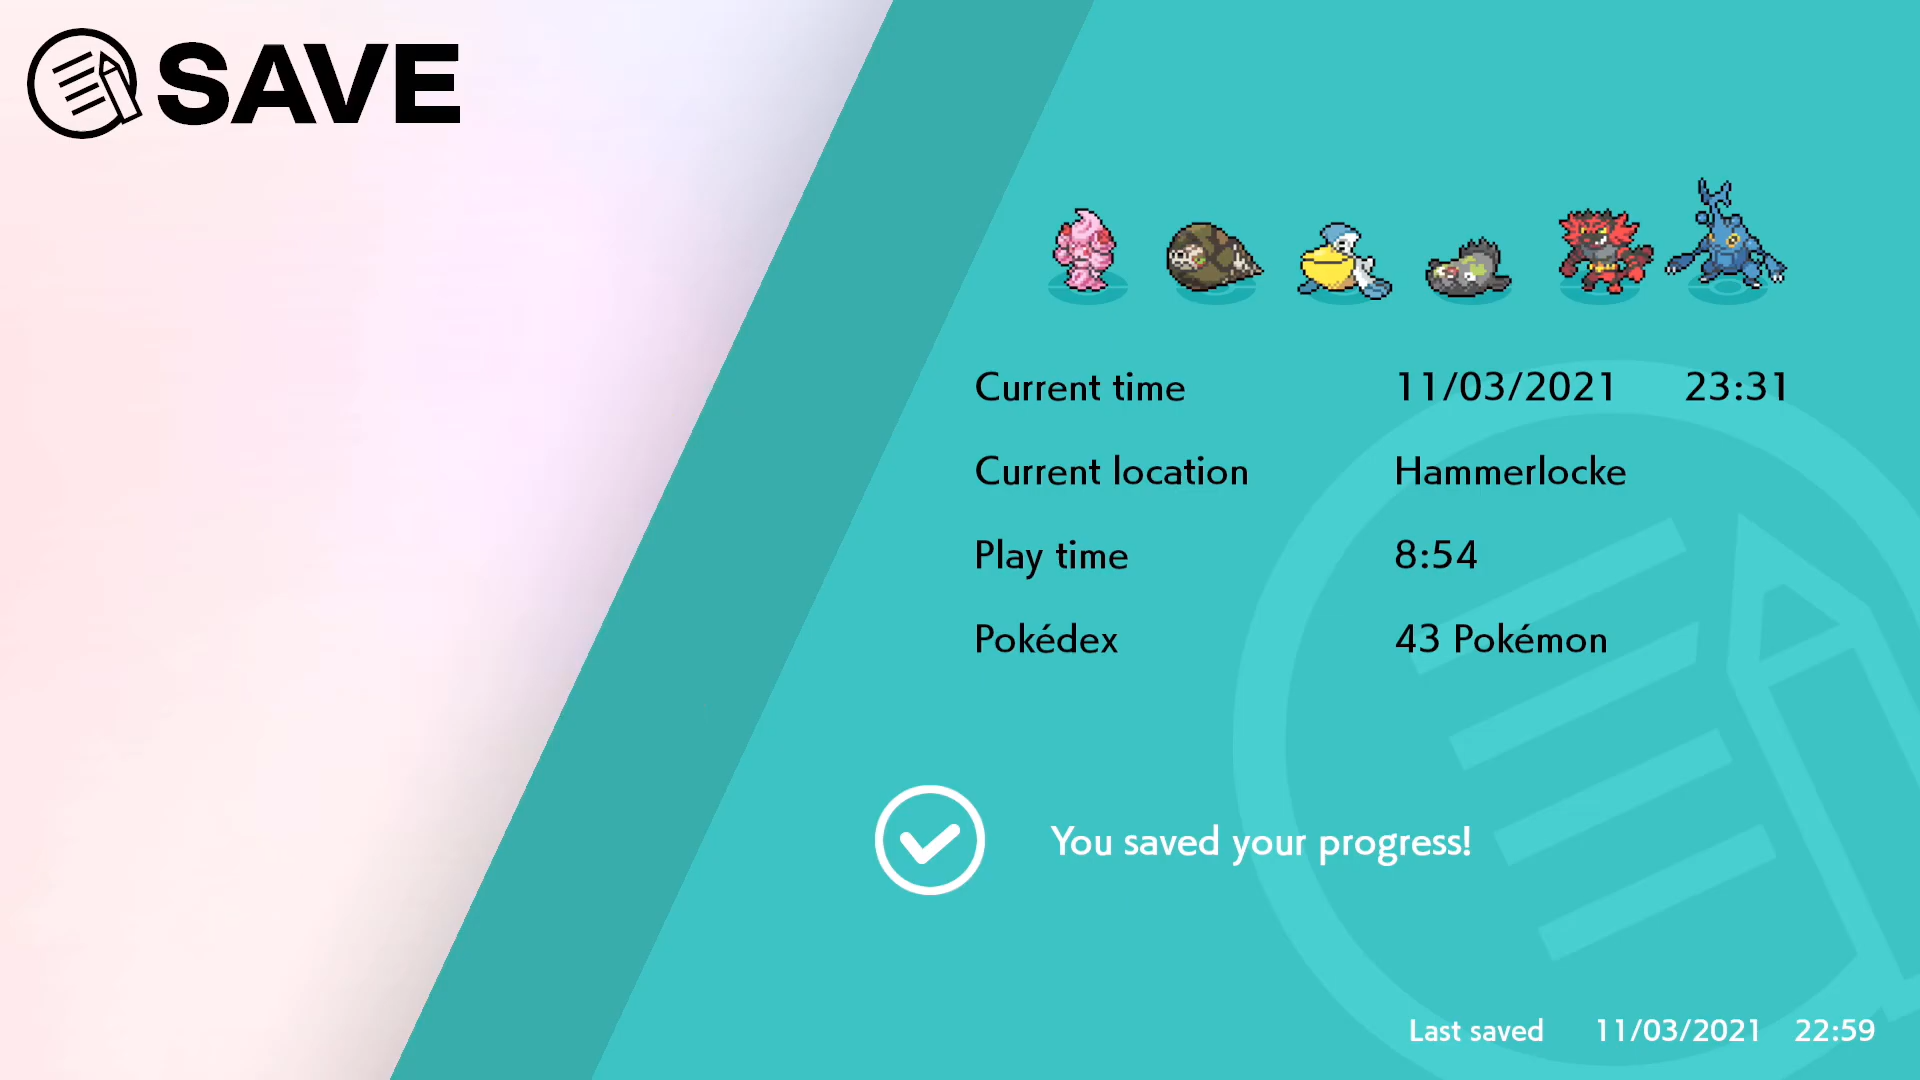 SAVE
Current time 11/03/2021 23:31
Current location Hammerlocke
Play time 8:54
Pokédex 43 Pokémon
You saved your progress!
Last saved 11/03/2021 22:59